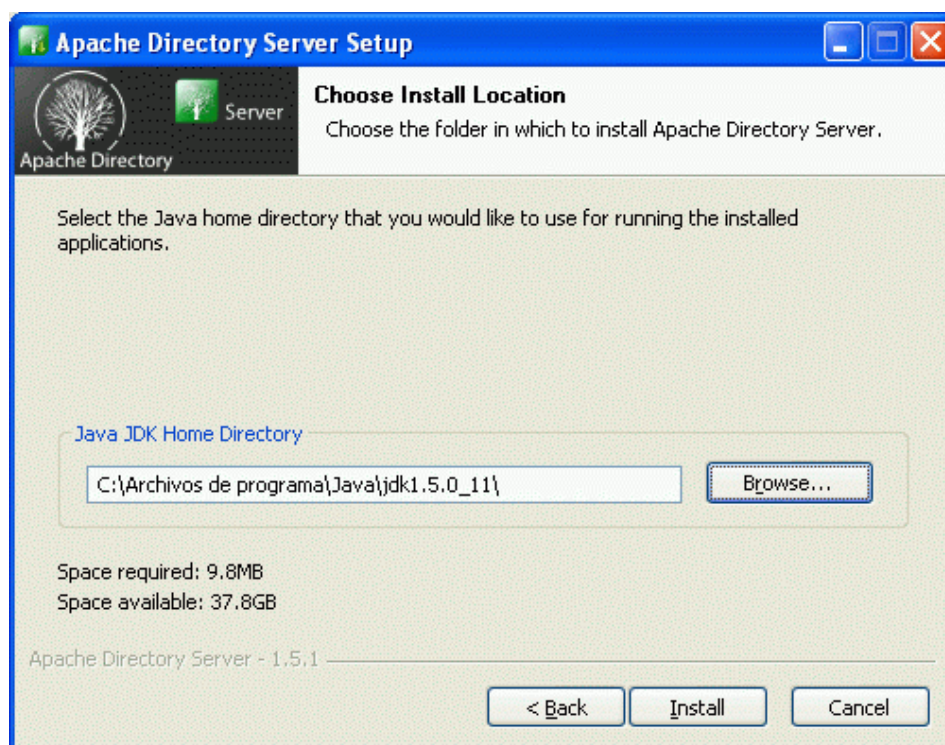 Apache Directory Server Setup
Server
Apache Directory
Choose Install Location
Choose the folder in which to install Apache Directory Server.
Select the Java home directory that you would like to use for running the installed
applications.
Java JDK Home Directory
C:\Archivos de programa\Java\jdk1.5.0_11\
Browse...
Space required: 9.8MB
Space available: 37.8GB
Apache Directory Server - 1.5.1
< Back
Install
Cancel